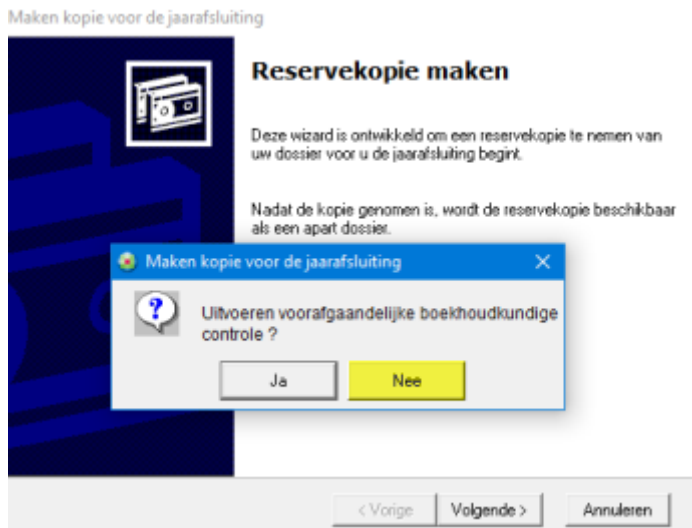 Maken kopie voor de jaarafsluiting
Reservekopie maken
Deze wizard is ontwikkeld om een reservekopie te nemen van
uw dossier voor u de jaarafsluiting begint.
Nadat de kopie genomen is, wordt de reservekopie beschikbaar
als een apart dossier.
Maken kopie voor de jaarafsluiting
Uitvoeren voorafgaandelijke boekhoudkundige
controle ?
Ja Nee
< Vorige Volgende > Annuleren